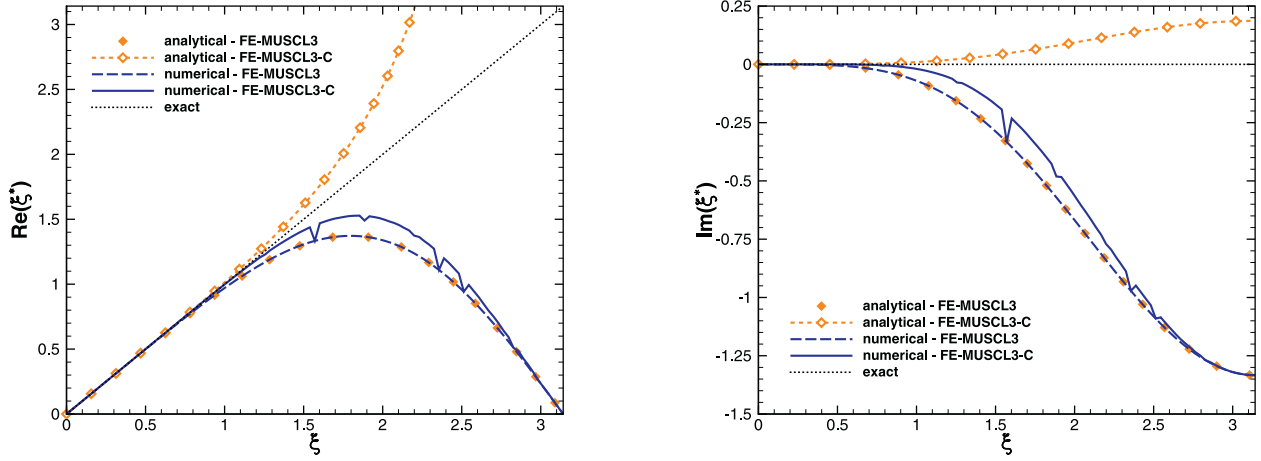 3
2.5
2
1.5
1
0.5
0
Re(ξ*)
analytical - FE-MUSCL3
analytical - FE-MUSCL3-C
numerical - FE-MUSCL3
numerical - FE-MUSCL3-C
exact
0 0.5 1 1.5 2 2.5 3
ξ
0.25
0
-0.25
-0.5
-0.75
-1
-1.25
-1.5
Im(ξ*)
analytical - FE-MUSCL3
analytical - FE-MUSCL3-C
numerical - FE-MUSCL3
numerical - FE-MUSCL3-C
exact
0 0.5 1 1.5 2 2.5 3
ξ